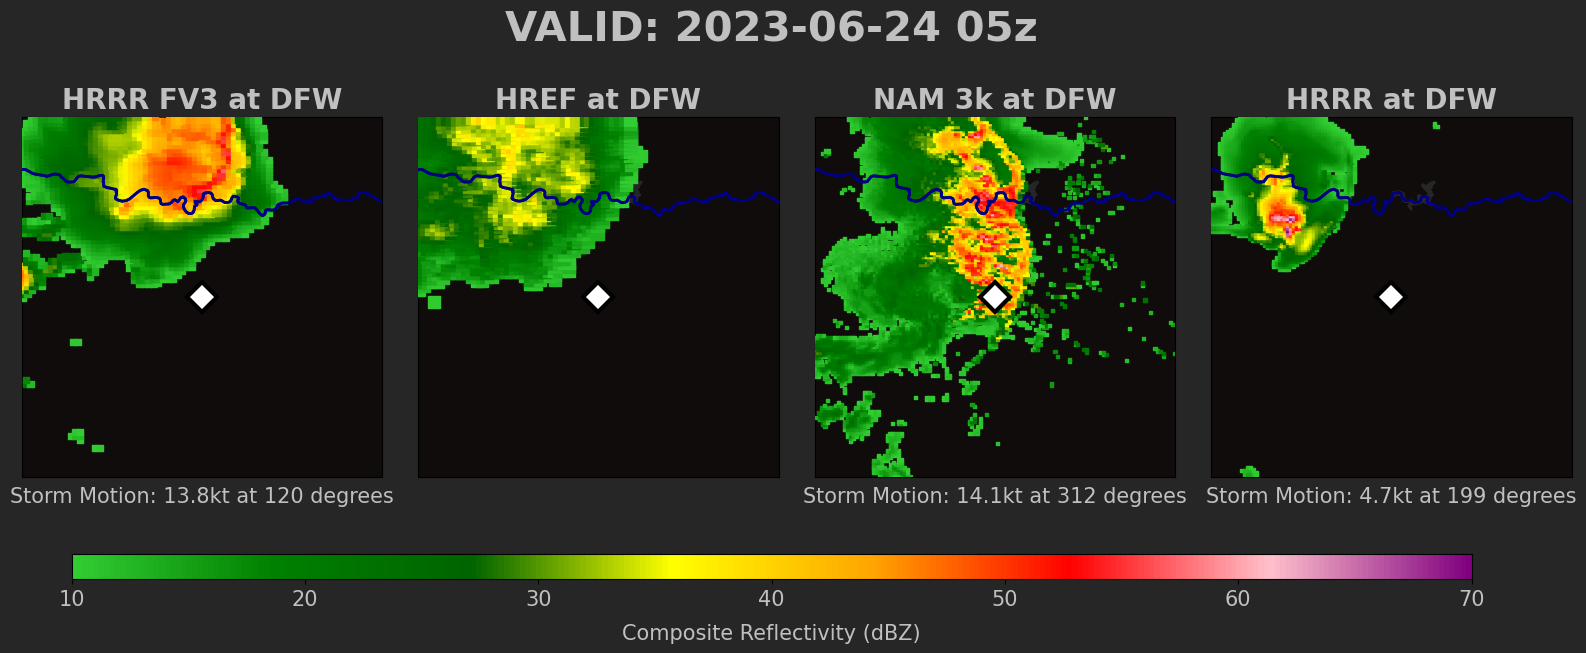 VALID: 2023-06-24 05z
HRRR FV3 at DFW
HREF at DFW
NAM 3k at DFW
HRRR at DFW
Storm Motion: 13.8kt at 120 degrees
Storm Motion: 14.1kt at 312 degrees
Storm Motion: 4.7kt at 199 degrees
10 20 30 40 50 60 70
Composite Reflectivity (dBZ)